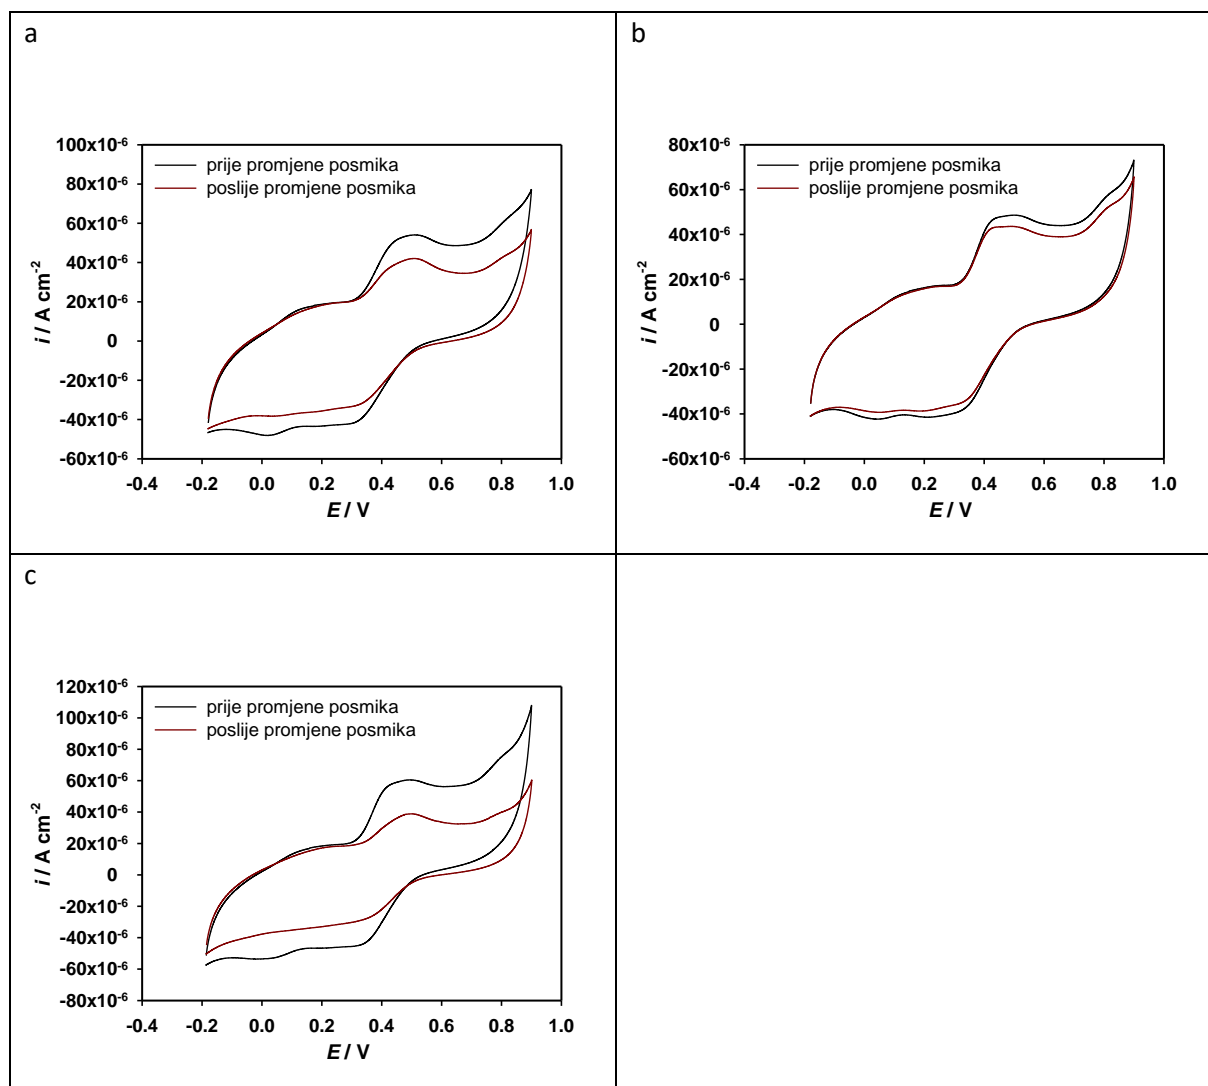 a
100x10-6
80x10-6
60x10-6
40x10-6
20x10-6
0
-20x10-6
-40x10-6
-60x10-6
prije promjene posmika
poslije promjene posmika
i / A cm-2
-0.4 -0.2 0.0 0.2 0.4 0.6 0.8 1.0
E / V
b
80x10-6
60x10-6
40x10-6
20x10-6
0
-20x10-6
-40x10-6
-60x10-6
prije promjene posmika
poslije promjene posmika
i / A cm-2
-0.4 -0.2 0.0 0.2 0.4 0.6 0.8 1.0
E / V
c
120x10-6
100x10-6
80x10-6
60x10-6
40x10-6
20x10-6
0
-20x10-6
-40x10-6
-60x10-6
-80x10-6
prije promjene posmika
poslije promjene posmika
i / A cm-2
-0.4 -0.2 0.0 0.2 0.4 0.6 0.8 1.0
E / V